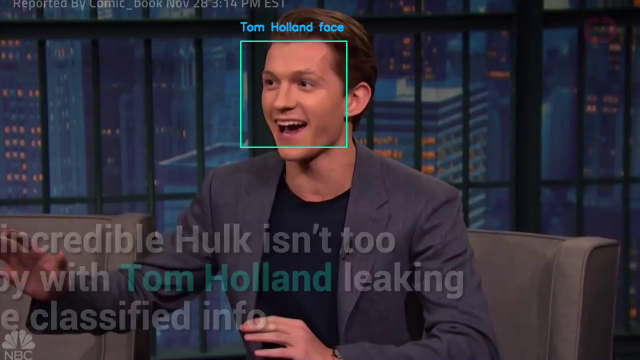 Reported By Comic_book Nov 28 3:14 PM EST
Tom Holland face
incredible Hulk isn't too
by with Tom Holland leaking
e classified info.
NBC